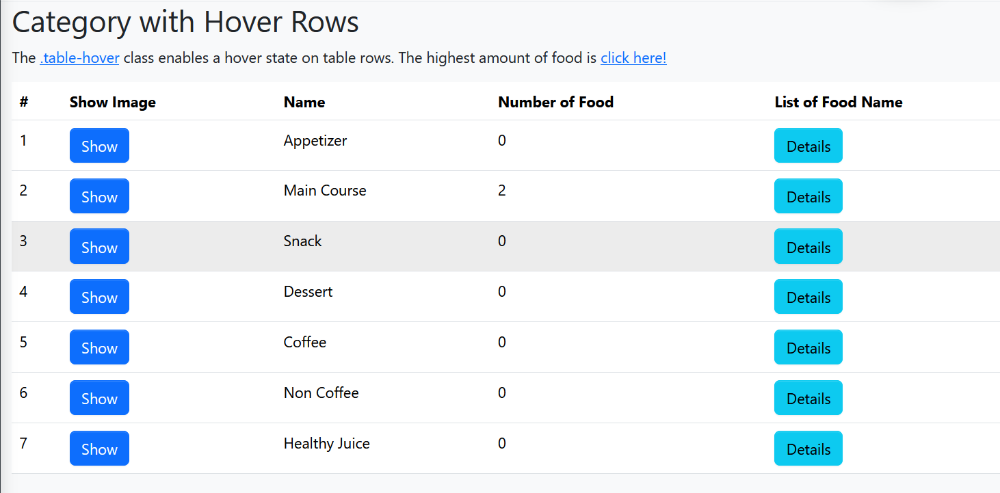 Category with Hover Rows
The .table-hover class enables a hover state on table rows. The highest amount of food is click here!
# Show Image Name Number of Food List of Food Name
1 Show Appetizer 0 Details
2 Show Main Course 2 Details
3 Show Snack 0 Details
4 Show Dessert 0 Details
5 Show Coffee 0 Details
6 Show Non Coffee 0 Details
7 Show Healthy Juice 0 Details